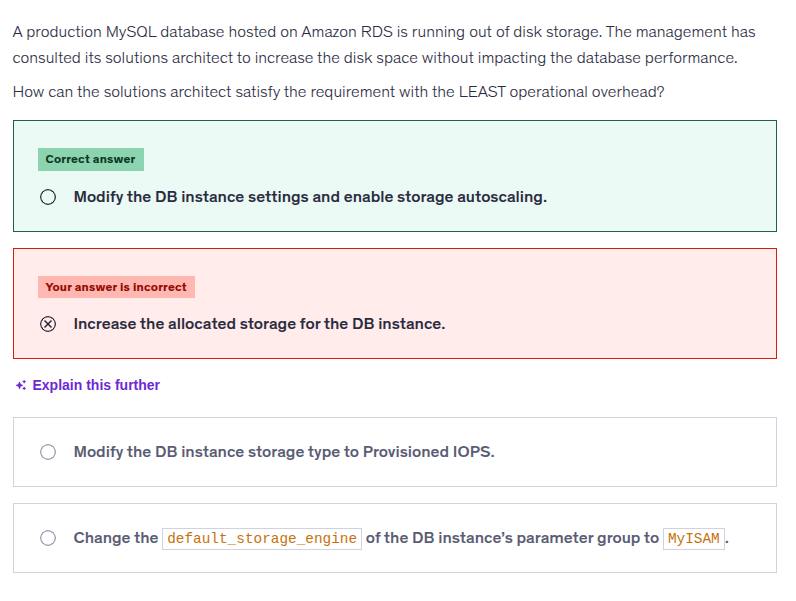 A production MySQL database hosted on Amazon RDS is running out of disk storage. The management has
consulted its solutions architect to increase the disk space without impacting the database performance.
How can the solutions architect satisfy the requirement with the LEAST operational overhead?
Correct answer
Modify the DB instance settings and enable storage autoscaling.
Your answer is incorrect
Increase the allocated storage for the DB instance.
Explain this further
Modify the DB instance storage type to Provisioned IOPS.
Change the default_storage_engine of the DB instance’s parameter group to MyISAM.